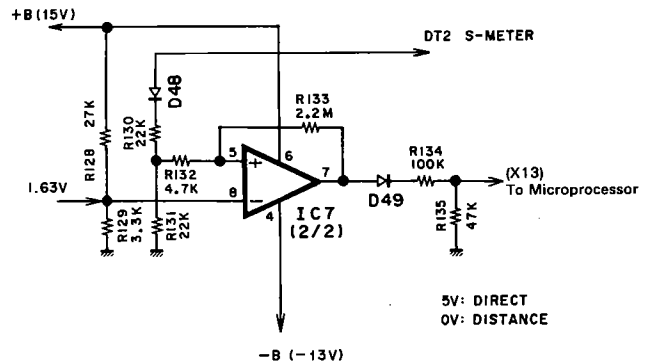 +B (15V)
DT2 S-METER
D48
R133
2.2M
27K
R128
R130
22K
R132
4.7K
5
+
6
7
8
-
4
IC7
(2/2)
D49
R134
100K
(X13)
To Microprocessor
R135
47K
1.63V
R129
3.3K
R131
22K
5V: DIRECT
0V: DISTANCE
-B (-13V)